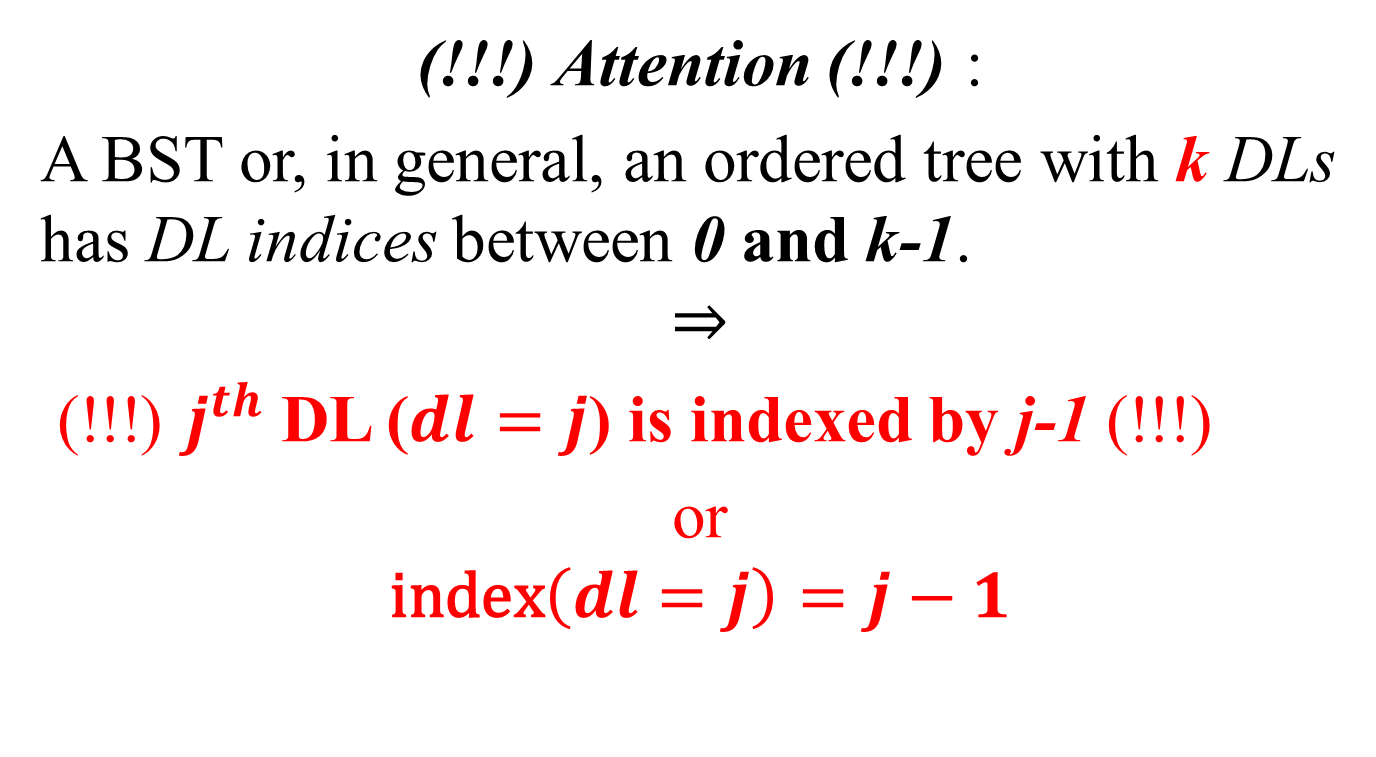 (!!!) Attention (!!!) :
A BST or, in general, an ordered tree with k DLs
has DL indices between 0 and k-1.
⇒
(!!!) j^th DL (dl = j) is indexed by j-1 (!!!)
or
index(dl = j) = j − 1